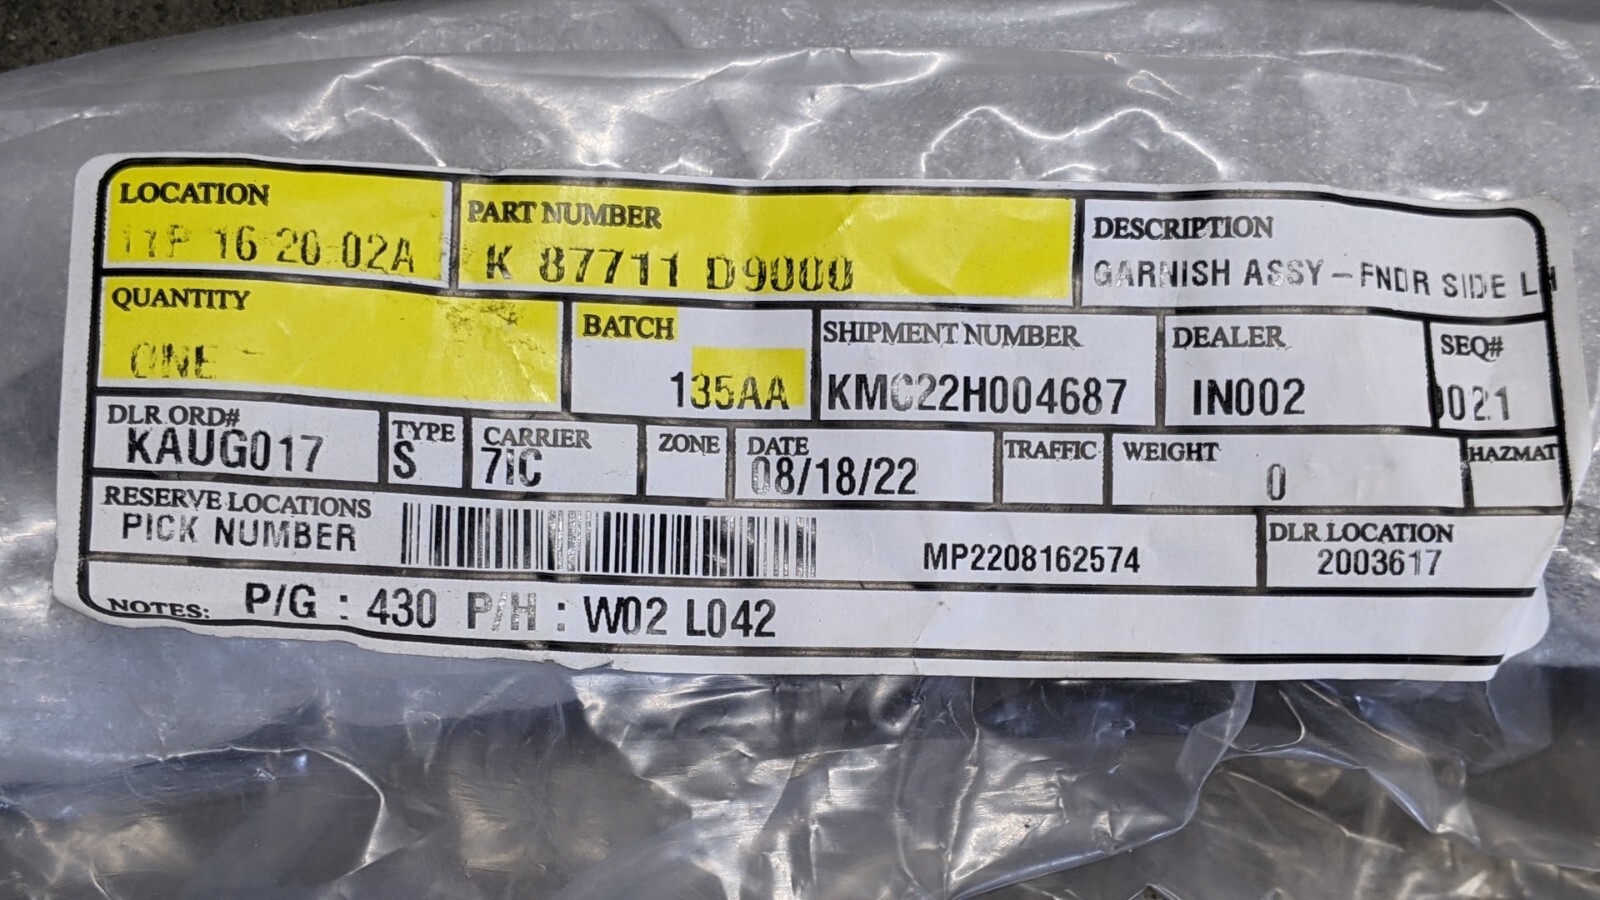 LOCATION
16 20 02A
PART NUMBER
K 87711 D9000
DESCRIPTION
GARNISH ASSY-FNDR SIDE LH
QUANTITY
ONE
BATCH
135AA
SHIPMENT NUMBER
KMC22H004687
DEALER
IN002
SEQ#
0021
DLR ORD#
KAUG017
TYPE
S
CARRIER
7IC
ZONE
DATE
08/18/22
TRAFFIC
WEIGHT
0
HAZMAT
RESERVE LOCATIONS
PICK NUMBER
MP2208162574
DLR LOCATION
2003617
NOTES: P/G : 430 P/H : W02 L042